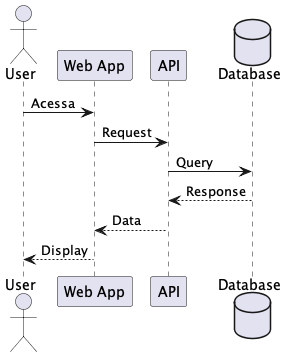 User
Web App
API
Database
Acessa
Request
Query
Response
Data
Display
User
Web App
API
Database